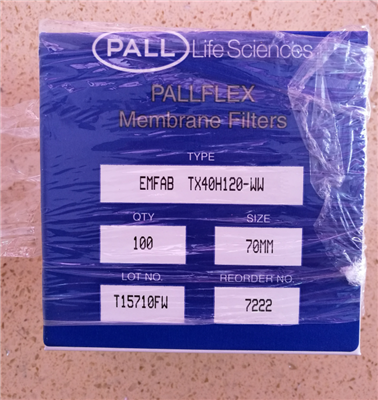 PALL Life Sciences
PALLFLEX
Membrane Filters
TYPE
EMFAB TX40H120-WW
QTY SIZE
100 70MM
LOT NO. REORDER NO.
T15710FW 7222